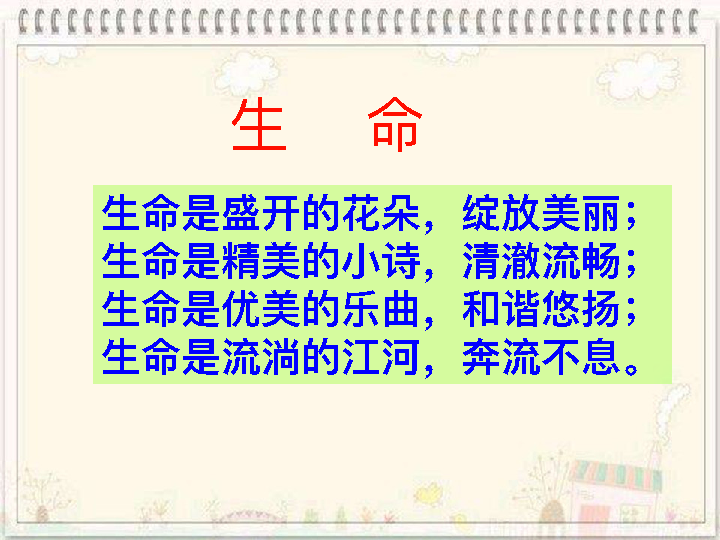 生 命
生命是盛开的花朵，绽放美丽；
生命是精美的小诗，清澈流畅；
生命是优美的乐曲，和谐悠扬；
生命是流淌的江河，奔流不息。